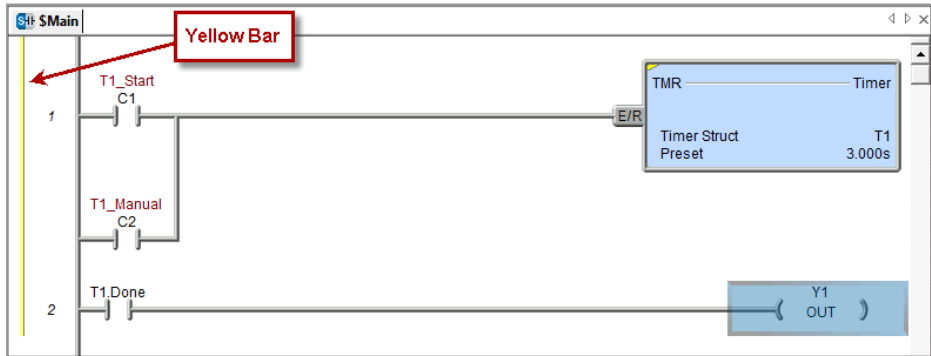 $Main
Yellow Bar
T1_Start
C1
1
E/R
TMR Timer
Timer Struct T1
Preset 3.000s
T1_Manual
C2
2
T1.Done
Y1
OUT